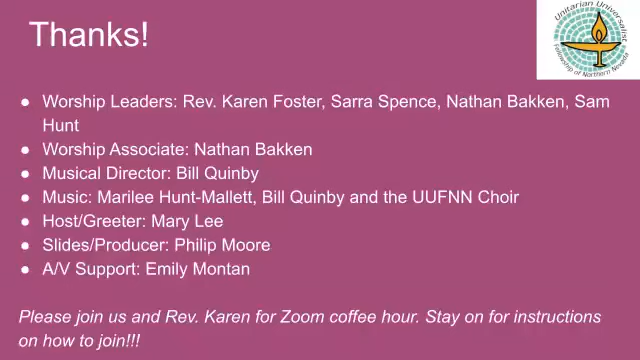 Thanks!
Unitarian Universalist
Fellowship of Northern Nevada
● Worship Leaders: Rev. Karen Foster, Sarra Spence, Nathan Bakken, Sam
Hunt
● Worship Associate: Nathan Bakken
● Musical Director: Bill Quinby
● Music: Marilee Hunt-Mallett, Bill Quinby and the UUFNN Choir
● Host/Greeter: Mary Lee
● Slides/Producer: Philip Moore
● A/V Support: Emily Montan
Please join us and Rev. Karen for Zoom coffee hour. Stay on for instructions
on how to join!!!